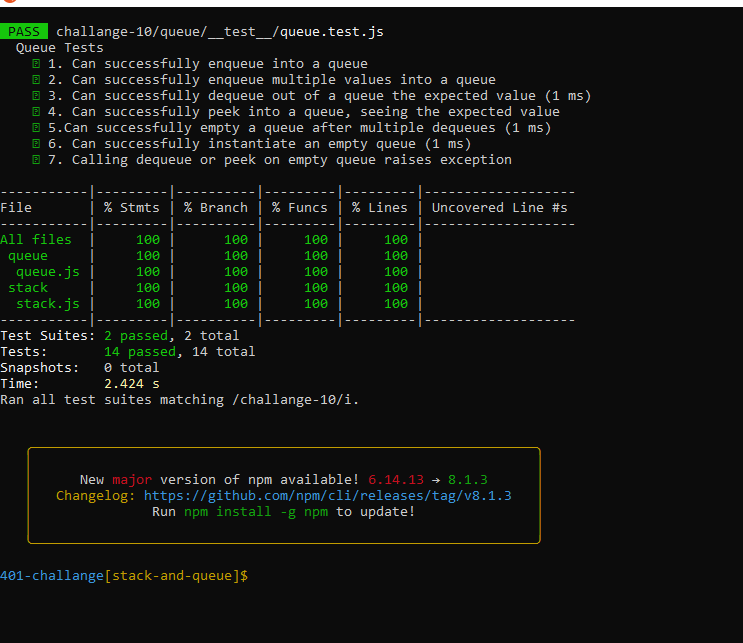 PASS challange-10/queue/__test__/queue.test.js
Queue Tests
1. Can successfully enqueue into a queue
2. Can successfully enqueue multiple values into a queue
3. Can successfully dequeue out of a queue the expected value (1 ms)
4. Can successfully peek into a queue, seeing the expected value
5.Can successfully empty a queue after multiple dequeues (1 ms)
6. Can successfully instantiate an empty queue (1 ms)
7. Calling dequeue or peek on empty queue raises exception
-----------|---------|----------|---------|---------|-------------------
File | % Stmts | % Branch | % Funcs | % Lines | Uncovered Line #s
-----------|---------|----------|---------|---------|-------------------
All files | 100 | 100 | 100 | 100 |
queue | 100 | 100 | 100 | 100 |
queue.js | 100 | 100 | 100 | 100 |
stack | 100 | 100 | 100 | 100 |
stack.js | 100 | 100 | 100 | 100 |
-----------|---------|----------|---------|---------|-------------------
Test Suites: 2 passed, 2 total
Tests: 14 passed, 14 total
Snapshots: 0 total
Time: 2.424 s
Ran all test suites matching /challange-10/i.
New major version of npm available! 6.14.13 → 8.1.3
Changelog: https://github.com/npm/cli/releases/tag/v8.1.3
Run npm install -g npm to update!
401-challange[stack-and-queue]$